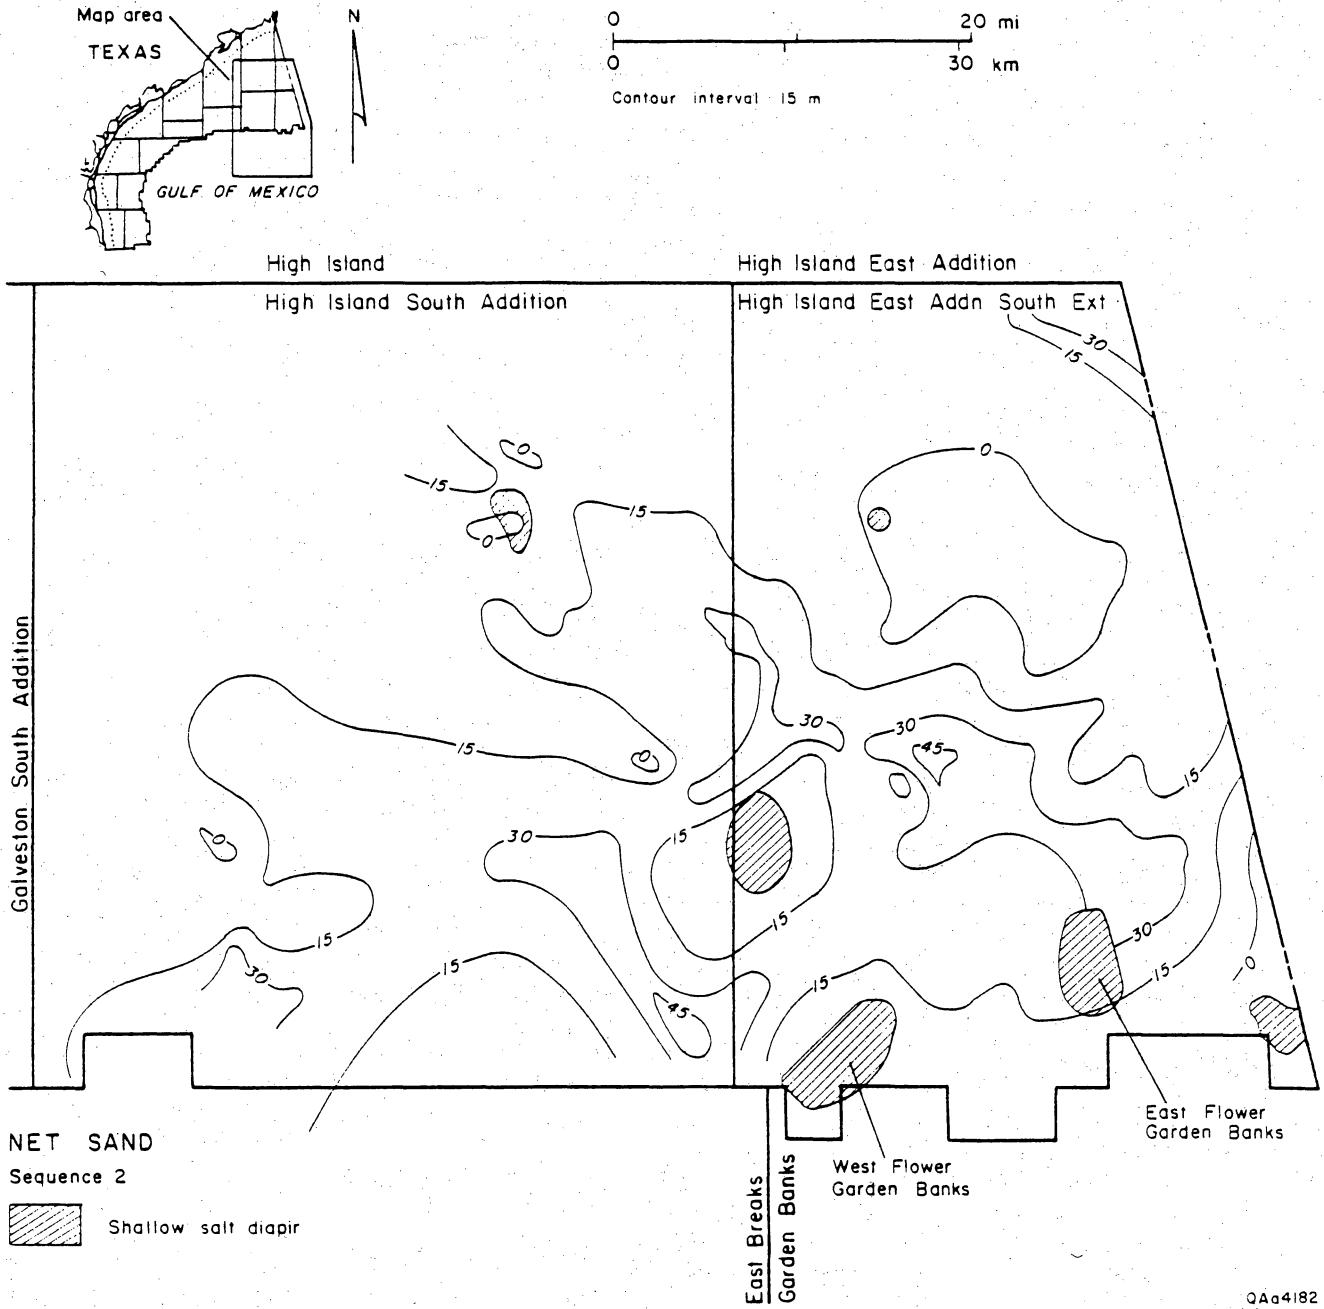 Map area
TEXAS
GULF OF MEXICO
N
0 20 mi
0 30 km
Contour interval 15 m
High Island
High Island East Addition
High Island South Addition
High Island East Addn South Ext
Galveston South Addition
30
15
0
0
15
15
0
15
0
30
30
45
15
0
30
15
15
15
30
15
45
15
30
15
0
NET SAND
Sequence 2
Shallow salt diapir
East Breaks
Garden Banks
West Flower
Garden Banks
East Flower
Garden Banks
QAa4182